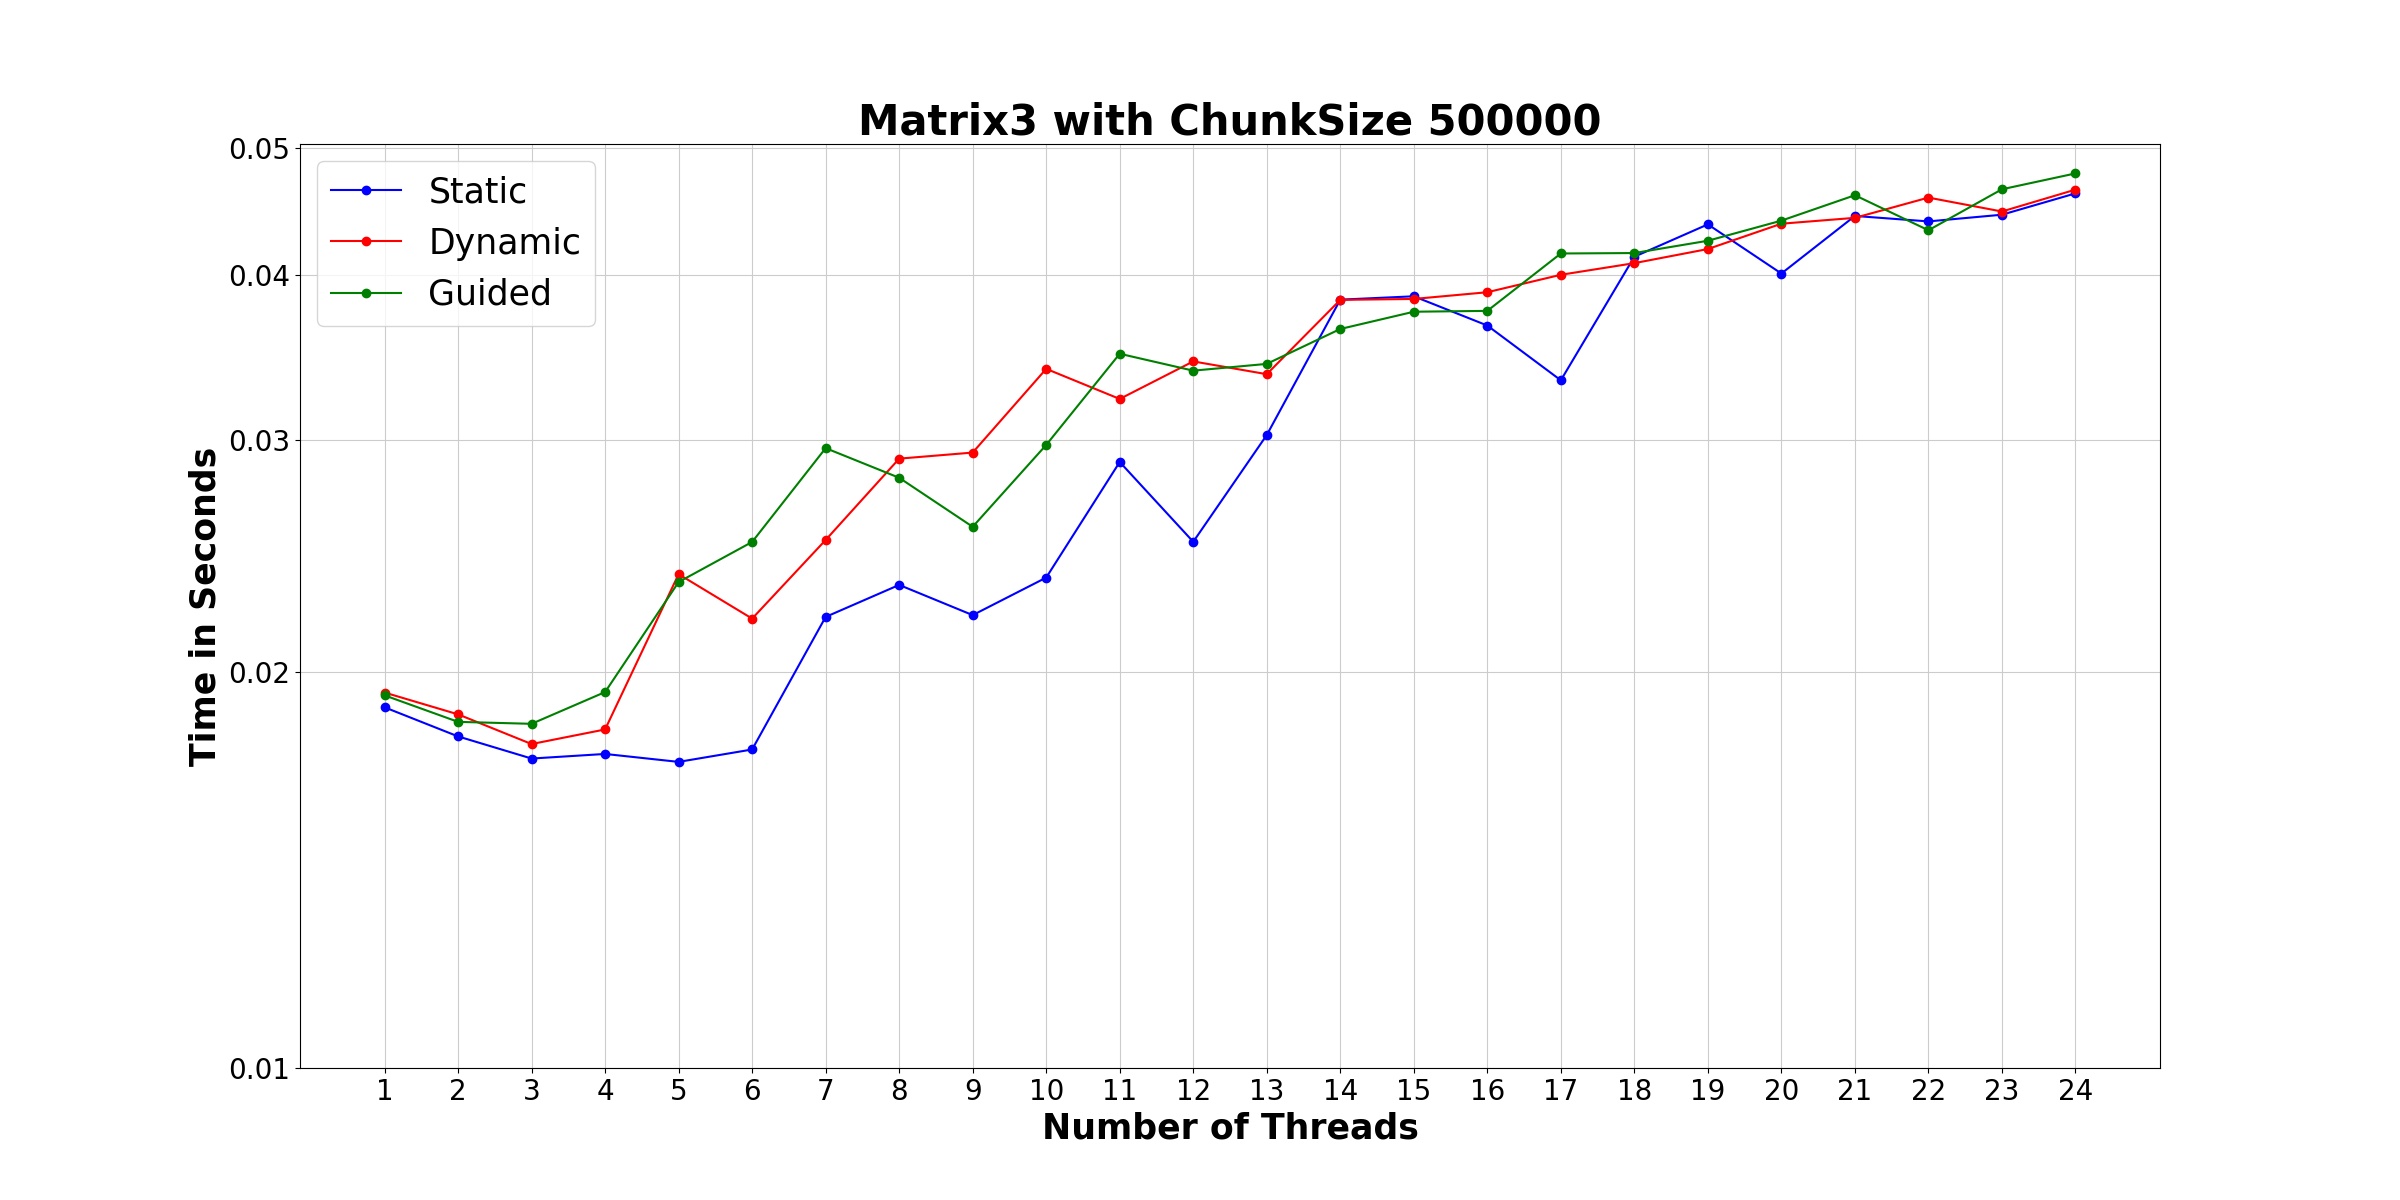 Matrix3 with ChunkSize 500000
Static
Dynamic
Guided
0.05
0.04
0.03
0.02
0.01
Time in Seconds
1 2 3 4 5 6 7 8 9 10 11 12 13 14 15 16 17 18 19 20 21 22 23 24
Number of Threads